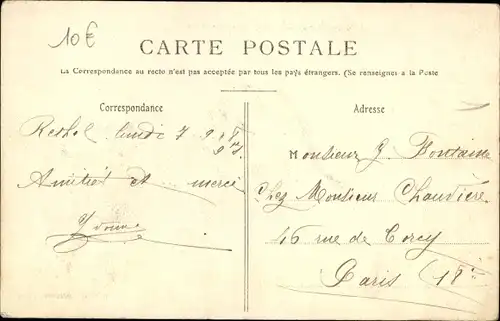 10€
CARTE POSTALE
La Correspondance au recto n'est pas acceptée par tous les pays étrangers. (Se renseigner a la Poste
Correspondance
Adresse
Rethel lundi 7 9
Amitiés et merci
Yvonne
Monsieur J. Fontaine
Chez Monsieur Chaudière
46 rue de Torcy
Paris (18e